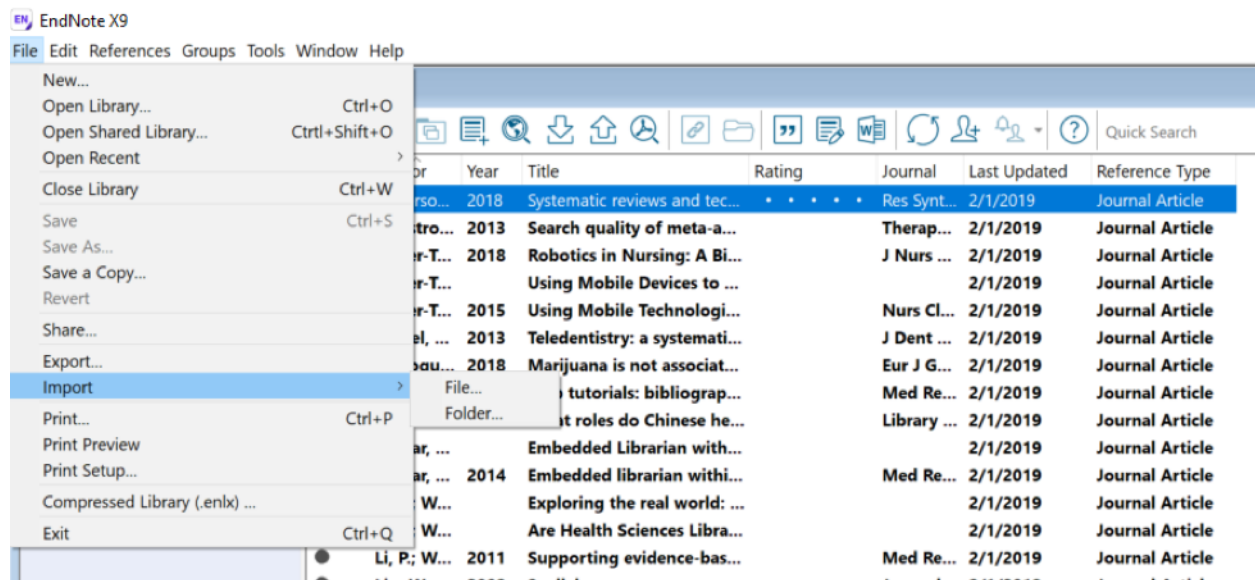 EN EndNote X9
File Edit References Groups Tools Window Help
New...
Open Library... Ctrl+O
Open Shared Library... Ctrtl+Shift+O
Open Recent
Close Library Ctrl+W
Save Ctrl+S
Save As...
Save a Copy...
Revert
Share...
Export...
Import
Print... Ctrl+P
Print Preview
Print Setup...
Compressed Library (.enlx) ...
Exit Ctrl+Q
File...
Folder...
Quick Search
or Year Title Rating Journal Last Updated Reference Type
rso... 2018 Systematic reviews and tec... Res Synt... 2/1/2019 Journal Article
tro... 2013 Search quality of meta-a... Therap... 2/1/2019 Journal Article
r-T... 2018 Robotics in Nursing: A Bi... J Nurs ... 2/1/2019 Journal Article
r-T... Using Mobile Devices to ... 2/1/2019 Journal Article
r-T... 2015 Using Mobile Technologi... Nurs Cl... 2/1/2019 Journal Article
el, ... 2013 Teledentistry: a systemati... J Dent ... 2/1/2019 Journal Article
2018 Marijuana is not associat... Eur J G... 2/1/2019 Journal Article
tutorials: bibliograp... Med Re... 2/1/2019 Journal Article
t roles do Chinese he... Library ... 2/1/2019 Journal Article
ar, ... Embedded Librarian with... 2/1/2019 Journal Article
ar, ... 2014 Embedded librarian withi... Med Re... 2/1/2019 Journal Article
; W... Exploring the real world: ... 2/1/2019 Journal Article
; W... Are Health Sciences Libra... 2/1/2019 Journal Article
Li, P.; W... 2011 Supporting evidence-bas... Med Re... 2/1/2019 Journal Article